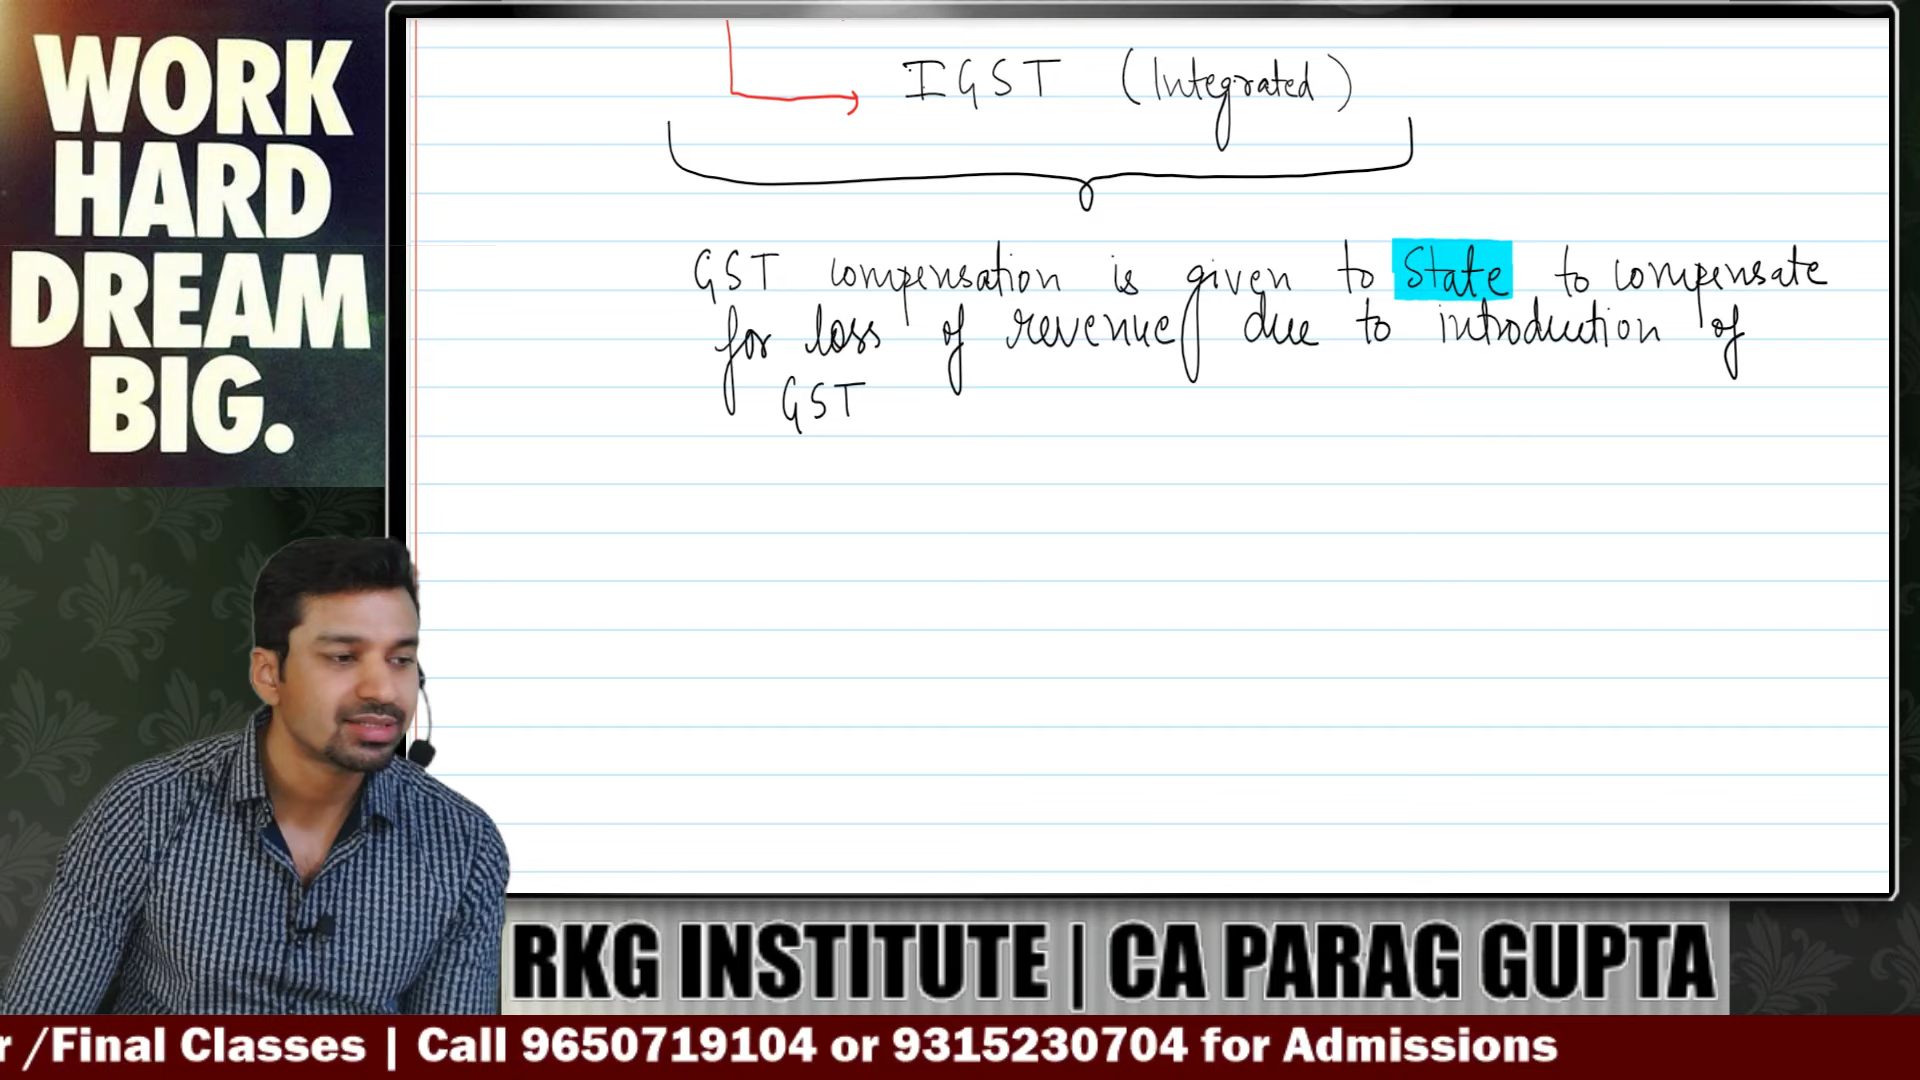 WORK
HARD
DREAM
BIG.
IGST (Integrated)
GST compensation is given to State to compensate
for loss of revenue due to introduction of
GST
RKG INSTITUTE | CA PARAG GUPTA
r /Final Classes | Call 9650719104 or 9315230704 for Admissions